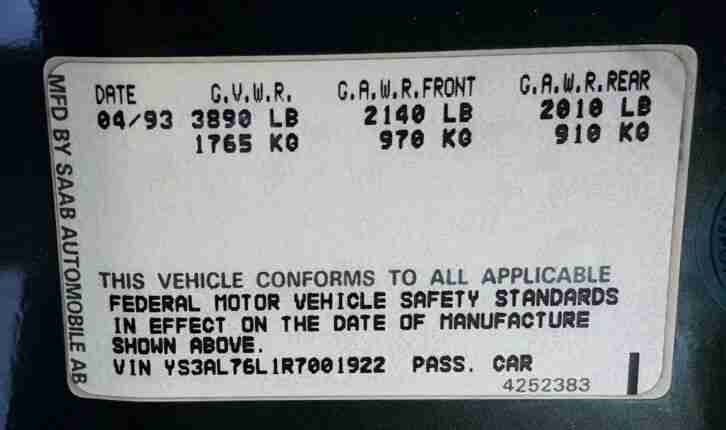 MFD BY SAAB AUTOMOBILE AB
DATE G.V.W.R. G.A.W.R.FRONT G.A.W.R.REAR
04/93 3890 LB 2140 LB 2010 LB
1765 KG 970 KG 910 KG
THIS VEHICLE CONFORMS TO ALL APPLICABLE
FEDERAL MOTOR VEHICLE SAFETY STANDARDS
IN EFFECT ON THE DATE OF MANUFACTURE
SHOWN ABOVE.
VIN YS3AL76L1R7001922 PASS. CAR
4252383